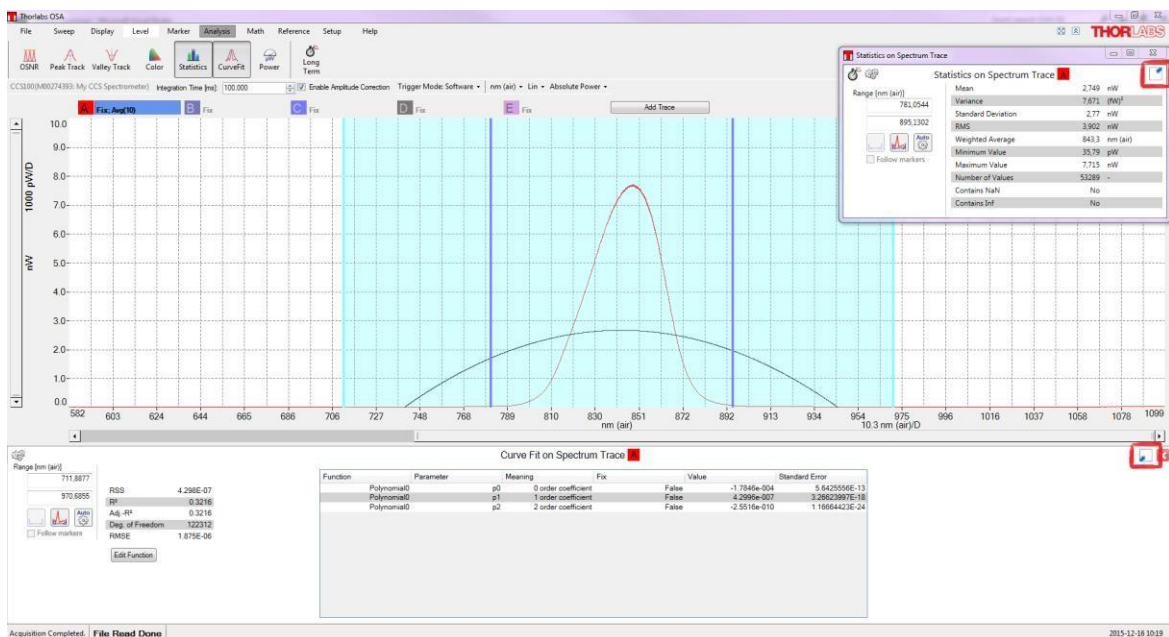 Thorlabs OSA
File Sweep Display Level Marker Analysis Math Reference Setup Help
THORLABS
OSNR Peak Track Valley Track Color Statistics CurveFit Power Long Term
CCS100(M00274393: My CCS Spectrometer) Integration Time [ms]: 100.000 Enable Amplitude Correction Trigger Mode: Software nm (air) Lin Absolute Power
A Fix; Avg(10) B Fix C Fix D Fix E Fix Add Trace
Statistics on Spectrum Trace
Statistics on Spectrum Trace A
Range [nm (air)]
781,0544
895,1302
Auto
Follow markers
Mean 2,749 nW
Variance 7,671 (fW)²
Standard Deviation 2,77 nW
RMS 3,902 nW
Weighted Average 843,3 nm (air)
Minimum Value 35,79 pW
Maximum Value 7,715 nW
Number of Values 53289 -
Contains NaN No
Contains Inf No
1000 pW/D
nW
10.0
9.0
8.0
7.0
6.0
5.0
4.0
3.0
2.0
1.0
0.0
582 603 624 644 665 686 706 727 748 768 789 810 830 851 872 892 913 934 954 975 996 1016 1037 1058 1078 1099
nm (air) 10.3 nm (air)/D
Curve Fit on Spectrum Trace A
Range [nm (air)]
711,8877
970,6855
Auto
Follow markers
RSS 4.298E-07
R² 0.3216
Adj.-R² 0.3216
Deg. of Freedom 122312
RMSE 1.875E-06
Edit Function
Function Parameter Meaning Fix Value Standard Error
Polynomial0 p0 0 order coefficient False -1.7846e-004 5.6425556E-13
Polynomial0 p1 1 order coefficient False 4.2996e-007 3.26623997E-18
Polynomial0 p2 2 order coefficient False -2.5516e-010 1.16664423E-24
Acquisition Completed. File Read Done 2015-12-16 10:19